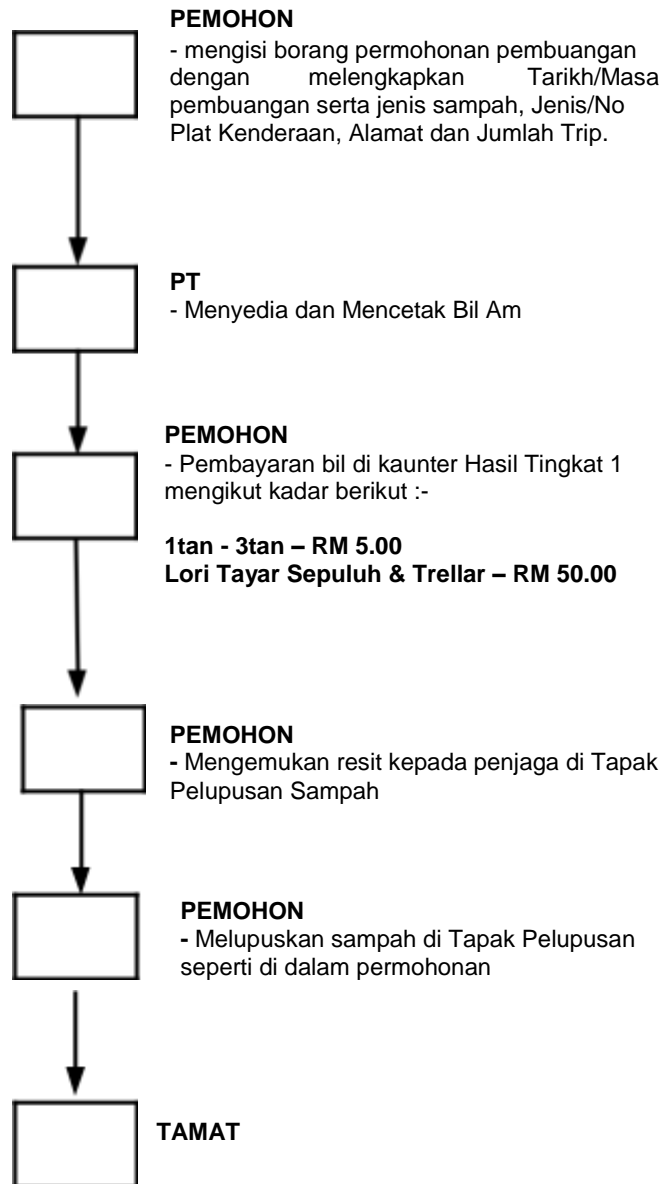 PEMOHON
- mengisi borang permohonan pembuangan
dengan melengkapkan Tarikh/Masa
pembuangan serta jenis sampah, Jenis/No
Plat Kenderaan, Alamat dan Jumlah Trip.
PT
- Menyedia dan Mencetak Bil Am
PEMOHON
- Pembayaran bil di kaunter Hasil Tingkat 1
mengikut kadar berikut :-
1tan - 3tan – RM 5.00
Lori Tayar Sepuluh & Trellar – RM 50.00
PEMOHON
- Mengemukan resit kepada penjaga di Tapak
Pelupusan Sampah
PEMOHON
- Melupuskan sampah di Tapak Pelupusan
seperti di dalam permohonan
TAMAT